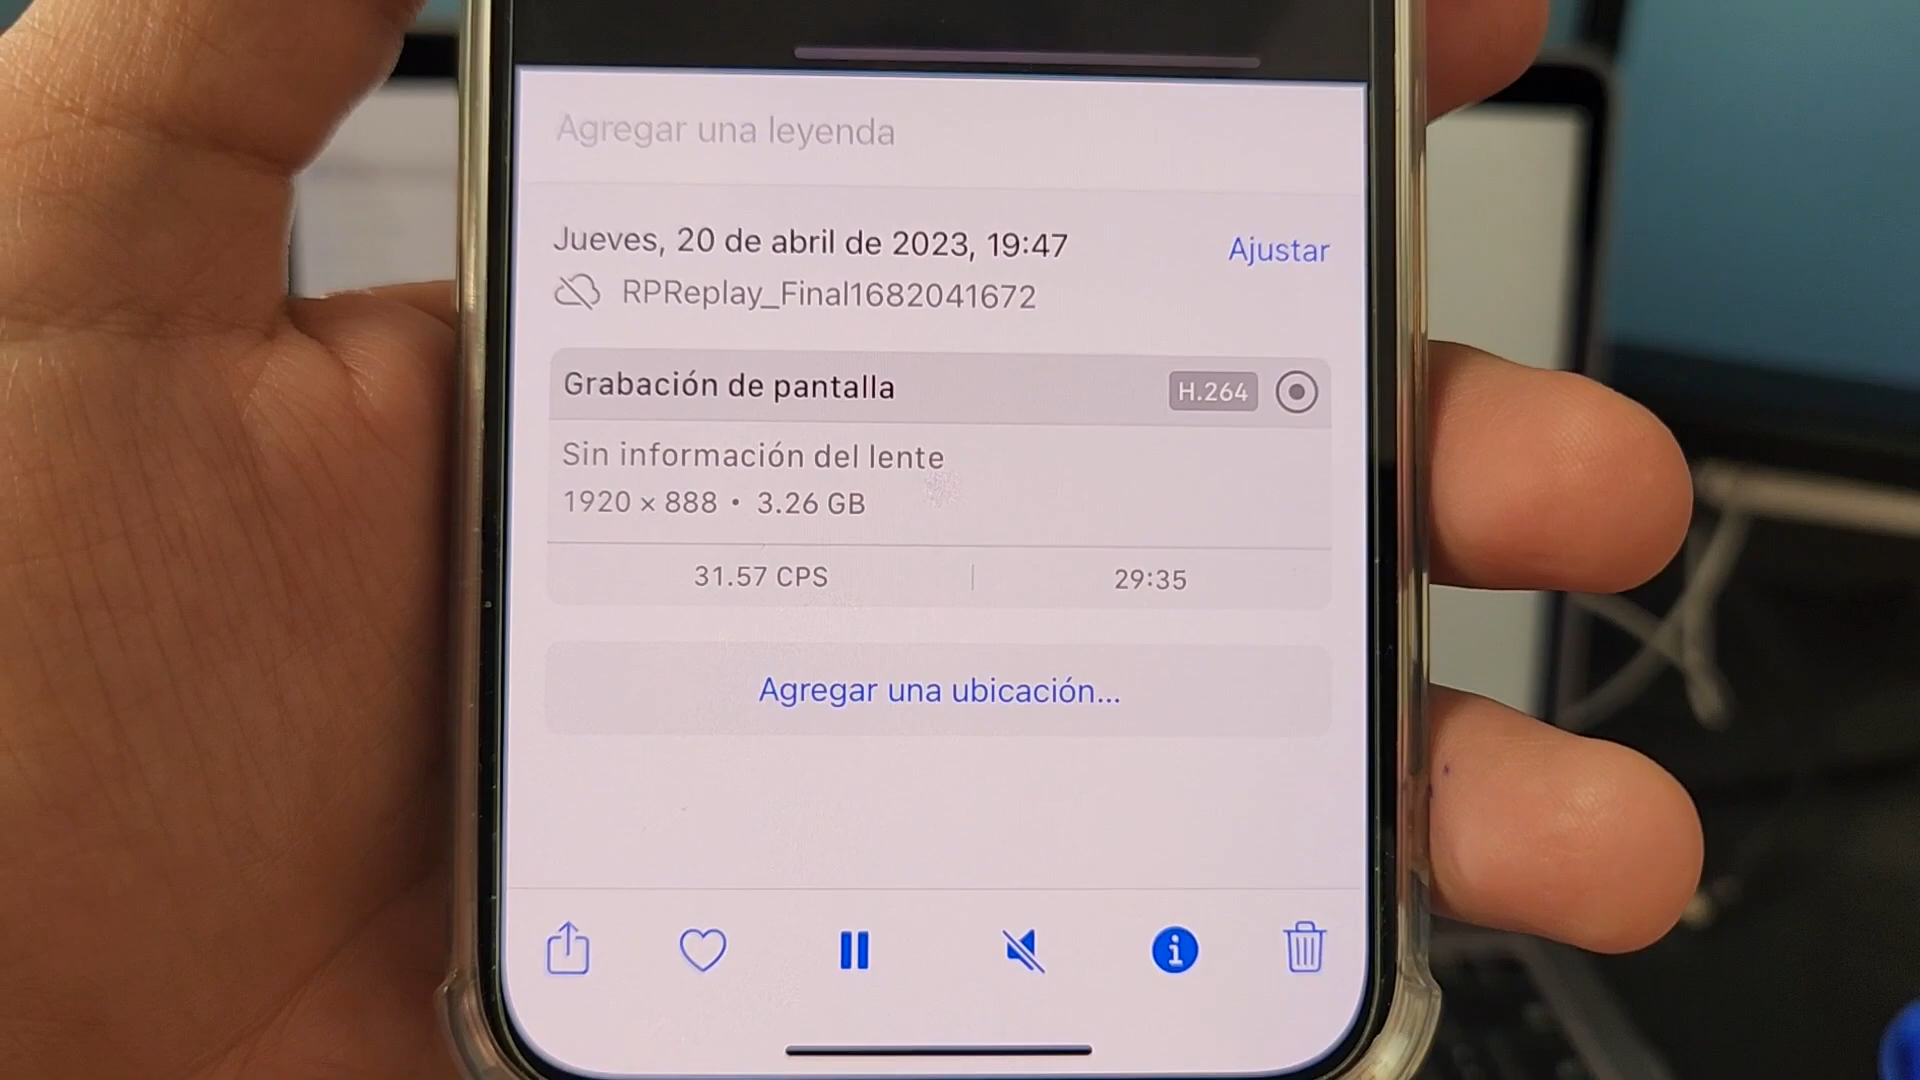 Agregar una leyenda
Jueves, 20 de abril de 2023, 19:47
Ajustar
RPReplay_Final1682041672
Grabación de pantalla
H.264
Sin información del lente
1920 × 888 • 3.26 GB
31.57 CPS
29:35
Agregar una ubicación...